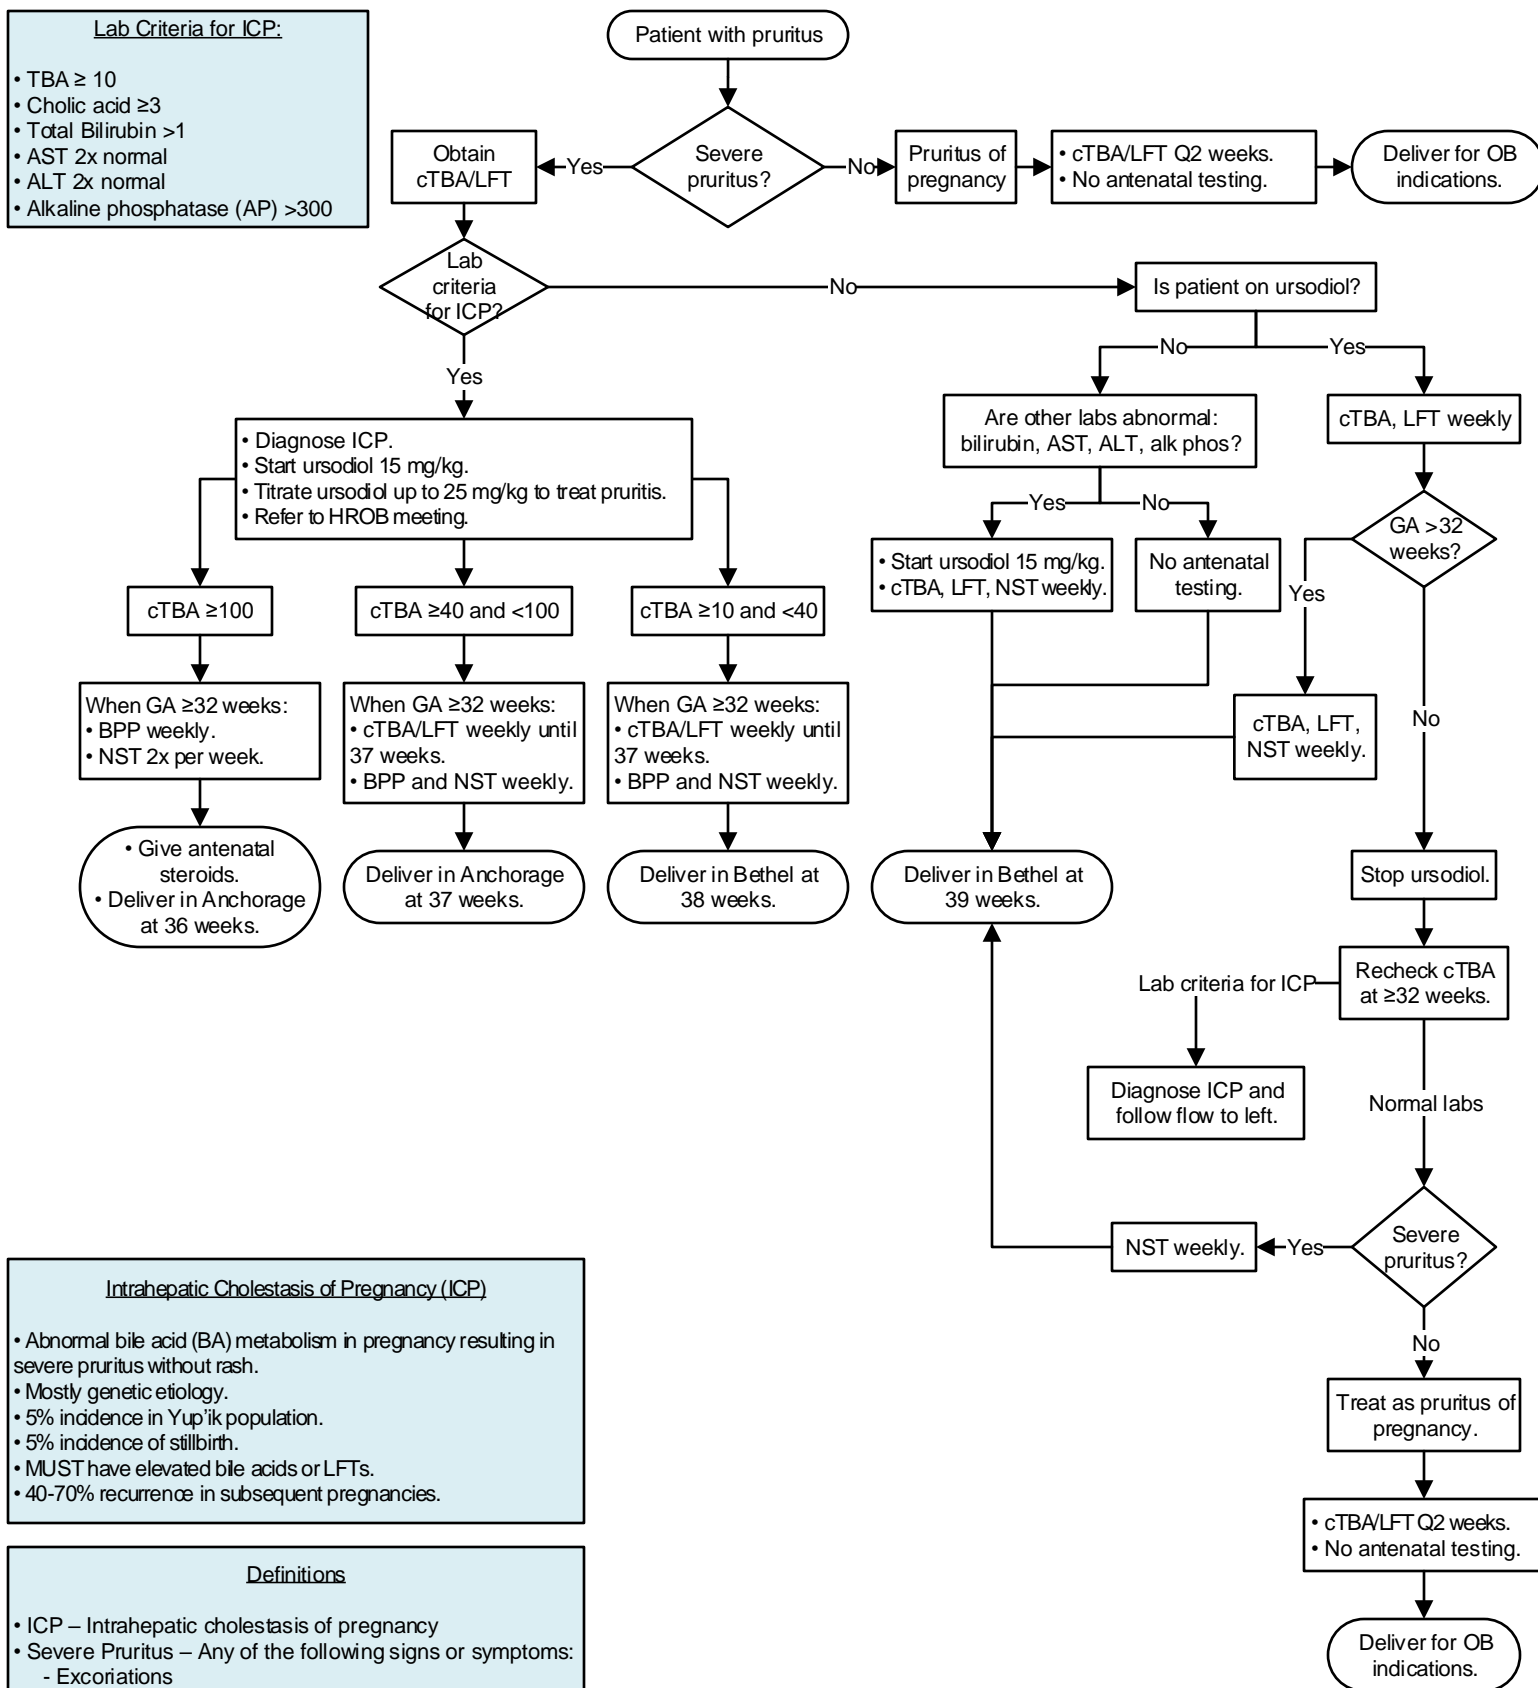 Lab Criteria for ICP:
• TBA ≥ 10
• Cholic acid ≥3
• Total Bilirubin >1
• AST 2x normal
• ALT 2x normal
• Alkaline phosphatase (AP) >300
Patient with pruritus
Severe
pruritus?
Yes
No
Obtain
cTBA/LFT
Pruritus of
pregnancy
• cTBA/LFT Q2 weeks.
• No antenatal testing.
Deliver for OB
indications.
Lab
criteria
for ICP?
No
Is patient on ursodiol?
Yes
No
Yes
• Diagnose ICP.
• Start ursodiol 15 mg/kg.
• Titrate ursodiol up to 25 mg/kg to treat pruritis.
• Refer to HROB meeting.
Are other labs abnormal:
bilirubin, AST, ALT, alk phos?
cTBA, LFT weekly
Yes
No
GA >32
weeks?
• Start ursodiol 15 mg/kg.
• cTBA, LFT, NST weekly.
No antenatal
testing.
Yes
No
cTBA ≥100
cTBA ≥40 and <100
cTBA ≥10 and <40
When GA ≥32 weeks:
• BPP weekly.
• NST 2x per week.
When GA ≥32 weeks:
• cTBA/LFT weekly until
37 weeks.
• BPP and NST weekly.
When GA ≥32 weeks:
• cTBA/LFT weekly until
37 weeks.
• BPP and NST weekly.
cTBA, LFT,
NST weekly.
• Give antenatal
steroids.
• Deliver in Anchorage
at 36 weeks.
Deliver in Anchorage
at 37 weeks.
Deliver in Bethel at
38 weeks.
Deliver in Bethel at
39 weeks.
Stop ursodiol.
Recheck cTBA
at ≥32 weeks.
Lab criteria for ICP
Diagnose ICP and
follow flow to left.
Normal labs
Severe
pruritus?
Yes
NST weekly.
No
Treat as pruritus of
pregnancy.
• cTBA/LFT Q2 weeks.
• No antenatal testing.
Deliver for OB
indications.
Intrahepatic Cholestasis of Pregnancy (ICP)
• Abnormal bile acid (BA) metabolism in pregnancy resulting in
severe pruritus without rash.
• Mostly genetic etiology.
• 5% incidence in Yup’ik population.
• 5% incidence of stillbirth.
• MUST have elevated bile acids or LFTs.
• 40-70% recurrence in subsequent pregnancies.
Definitions
• ICP – Intrahepatic cholestasis of pregnancy
• Severe Pruritus – Any of the following signs or symptoms:
- Excoriations